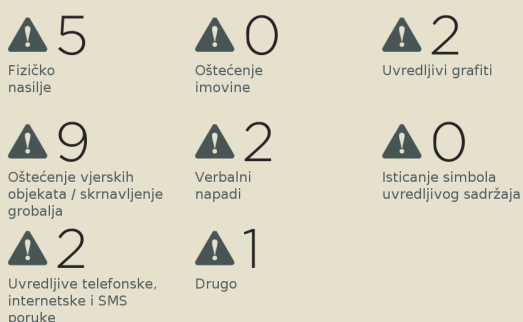 5
Fizičko
nasilje
0
Oštećenje
imovine
2
Uvredljivi grafiti
9
Oštećenje vjerskih
objekata / skrnavljenje
grobalja
2
Verbalni
napadi
0
Isticanje simbola
uvredljivog sadržaja
2
Uvredljive telefonske,
internetske i SMS
poruke
1
Drugo